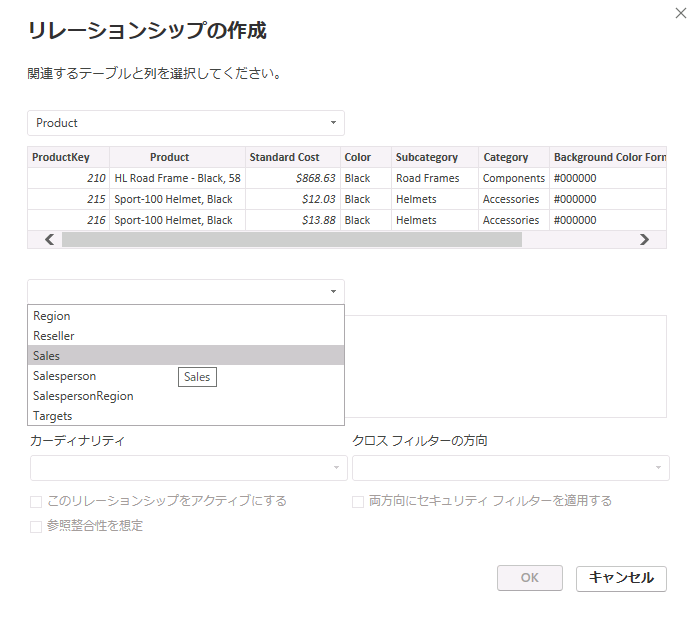 リレーションシップの作成
関連するテーブルと列を選択してください。
Product
ProductKey Product Standard Cost Color Subcategory Category Background Color Forn
210 HL Road Frame - Black, 58 $868.63 Black Road Frames Components #000000
215 Sport-100 Helmet, Black $12.03 Black Helmets Accessories #000000
216 Sport-100 Helmet, Black $13.88 Black Helmets Accessories #000000
Region
Reseller
Sales
Salesperson
Sales
SalespersonRegion
Targets
カーディナリティ クロス フィルターの方向
このリレーションシップをアクティブにする 両方向にセキュリティ フィルターを適用する
参照整合性を想定
OK キャンセル